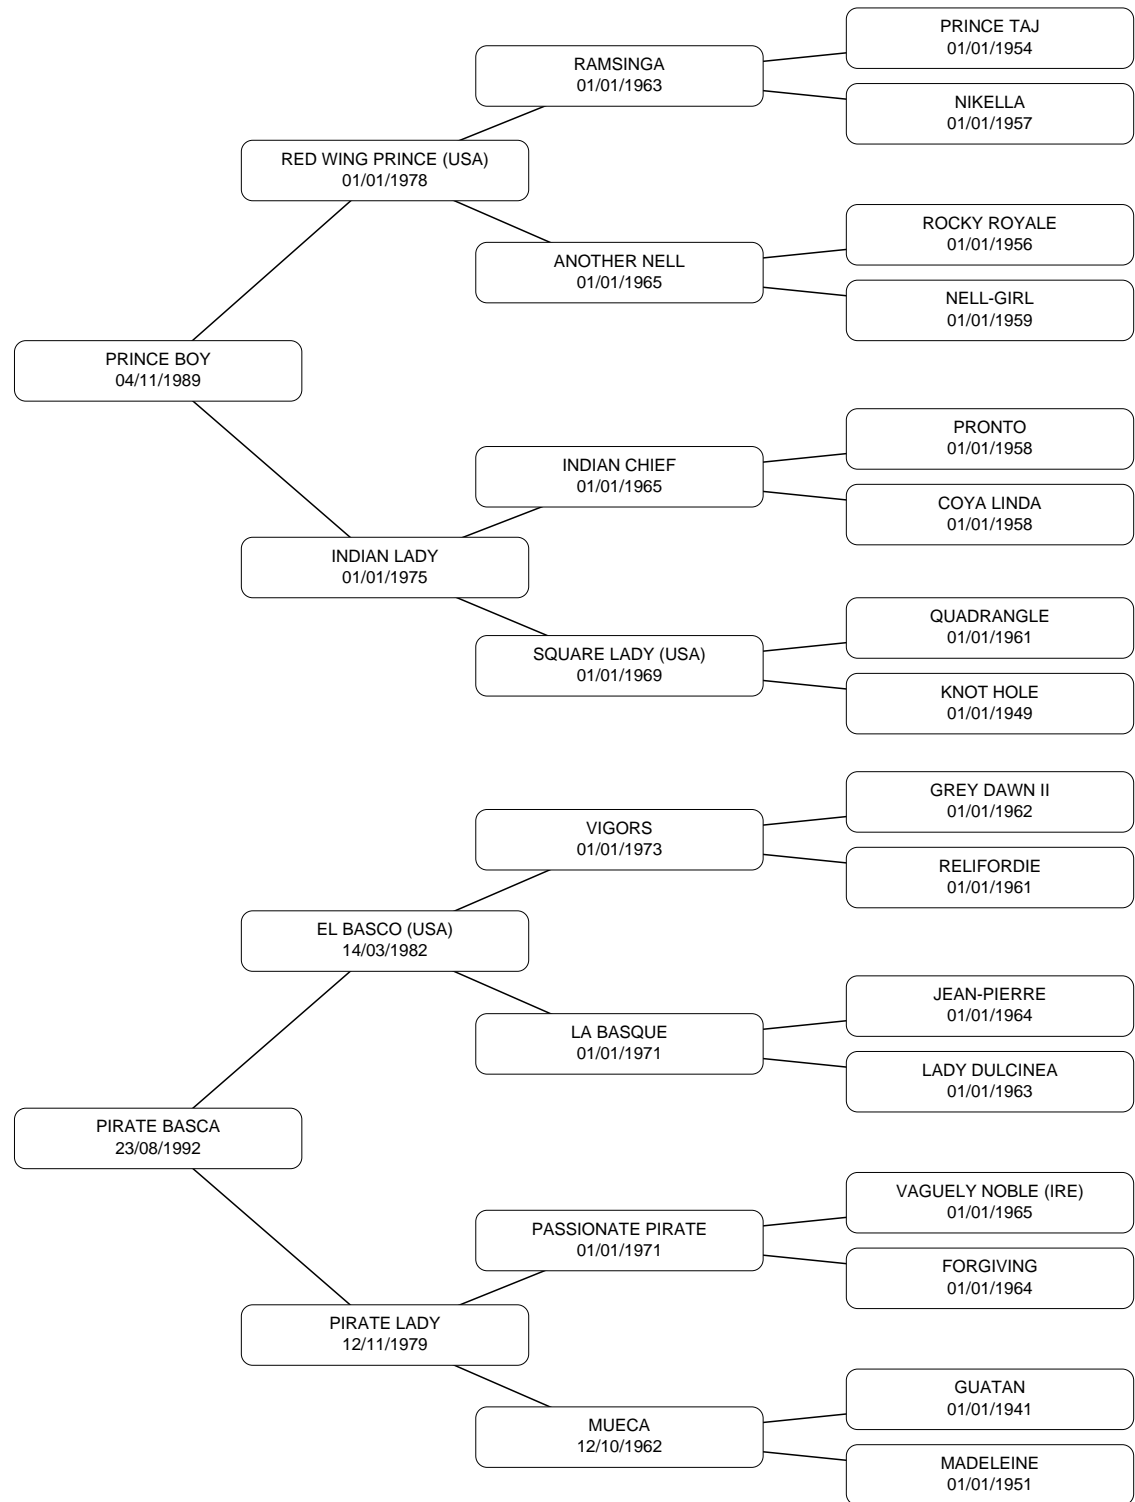 PRINCE TAJ
01/01/1954
RAMSINGA
01/01/1963
NIKELLA
01/01/1957
RED WING PRINCE (USA)
01/01/1978
ROCKY ROYALE
01/01/1956
ANOTHER NELL
01/01/1965
NELL-GIRL
01/01/1959
PRINCE BOY
04/11/1989
PRONTO
01/01/1958
INDIAN CHIEF
01/01/1965
COYA LINDA
01/01/1958
INDIAN LADY
01/01/1975
QUADRANGLE
01/01/1961
SQUARE LADY (USA)
01/01/1969
KNOT HOLE
01/01/1949
GREY DAWN II
01/01/1962
VIGORS
01/01/1973
RELIFORDIE
01/01/1961
EL BASCO (USA)
14/03/1982
JEAN-PIERRE
01/01/1964
LA BASQUE
01/01/1971
LADY DULCINEA
01/01/1963
PIRATE BASCA
23/08/1992
VAGUELY NOBLE (IRE)
01/01/1965
PASSIONATE PIRATE
01/01/1971
FORGIVING
01/01/1964
PIRATE LADY
12/11/1979
GUATAN
01/01/1941
MUECA
12/10/1962
MADELEINE
01/01/1951